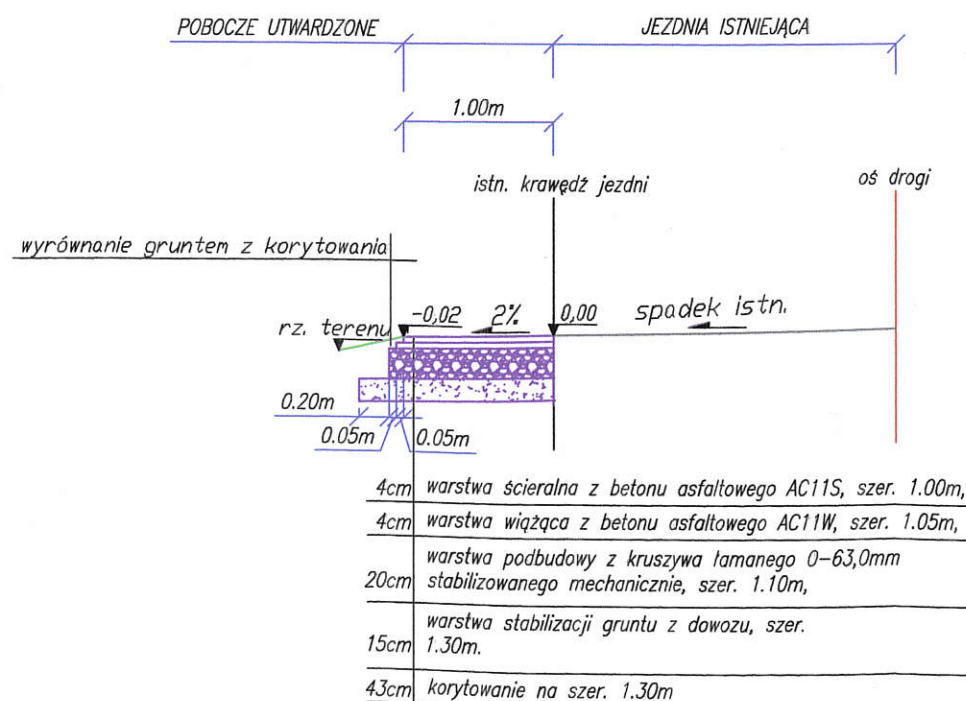 POBOCZE UTWARDZONE
JEZDNIA ISTNIEJĄCA
1.00m
istn. krawędź jezdni
oś drogi
wyrównanie gruntem z korytowania
rz. terenu
-0,02
2%
0,00
spadek istn.
0.20m
0.05m
0.05m
4cm warstwa ścieralna z betonu asfaltowego AC11S, szer. 1.00m,
4cm warstwa wiążąca z betonu asfaltowego AC11W, szer. 1.05m,
warstwa podbudowy z kruszywa łamanego 0-63,0mm
20cm stabilizowanego mechanicznie, szer. 1.10m,
warstwa stabilizacji gruntu z dowozu, szer.
15cm 1.30m.
43cm korytowanie na szer. 1.30m